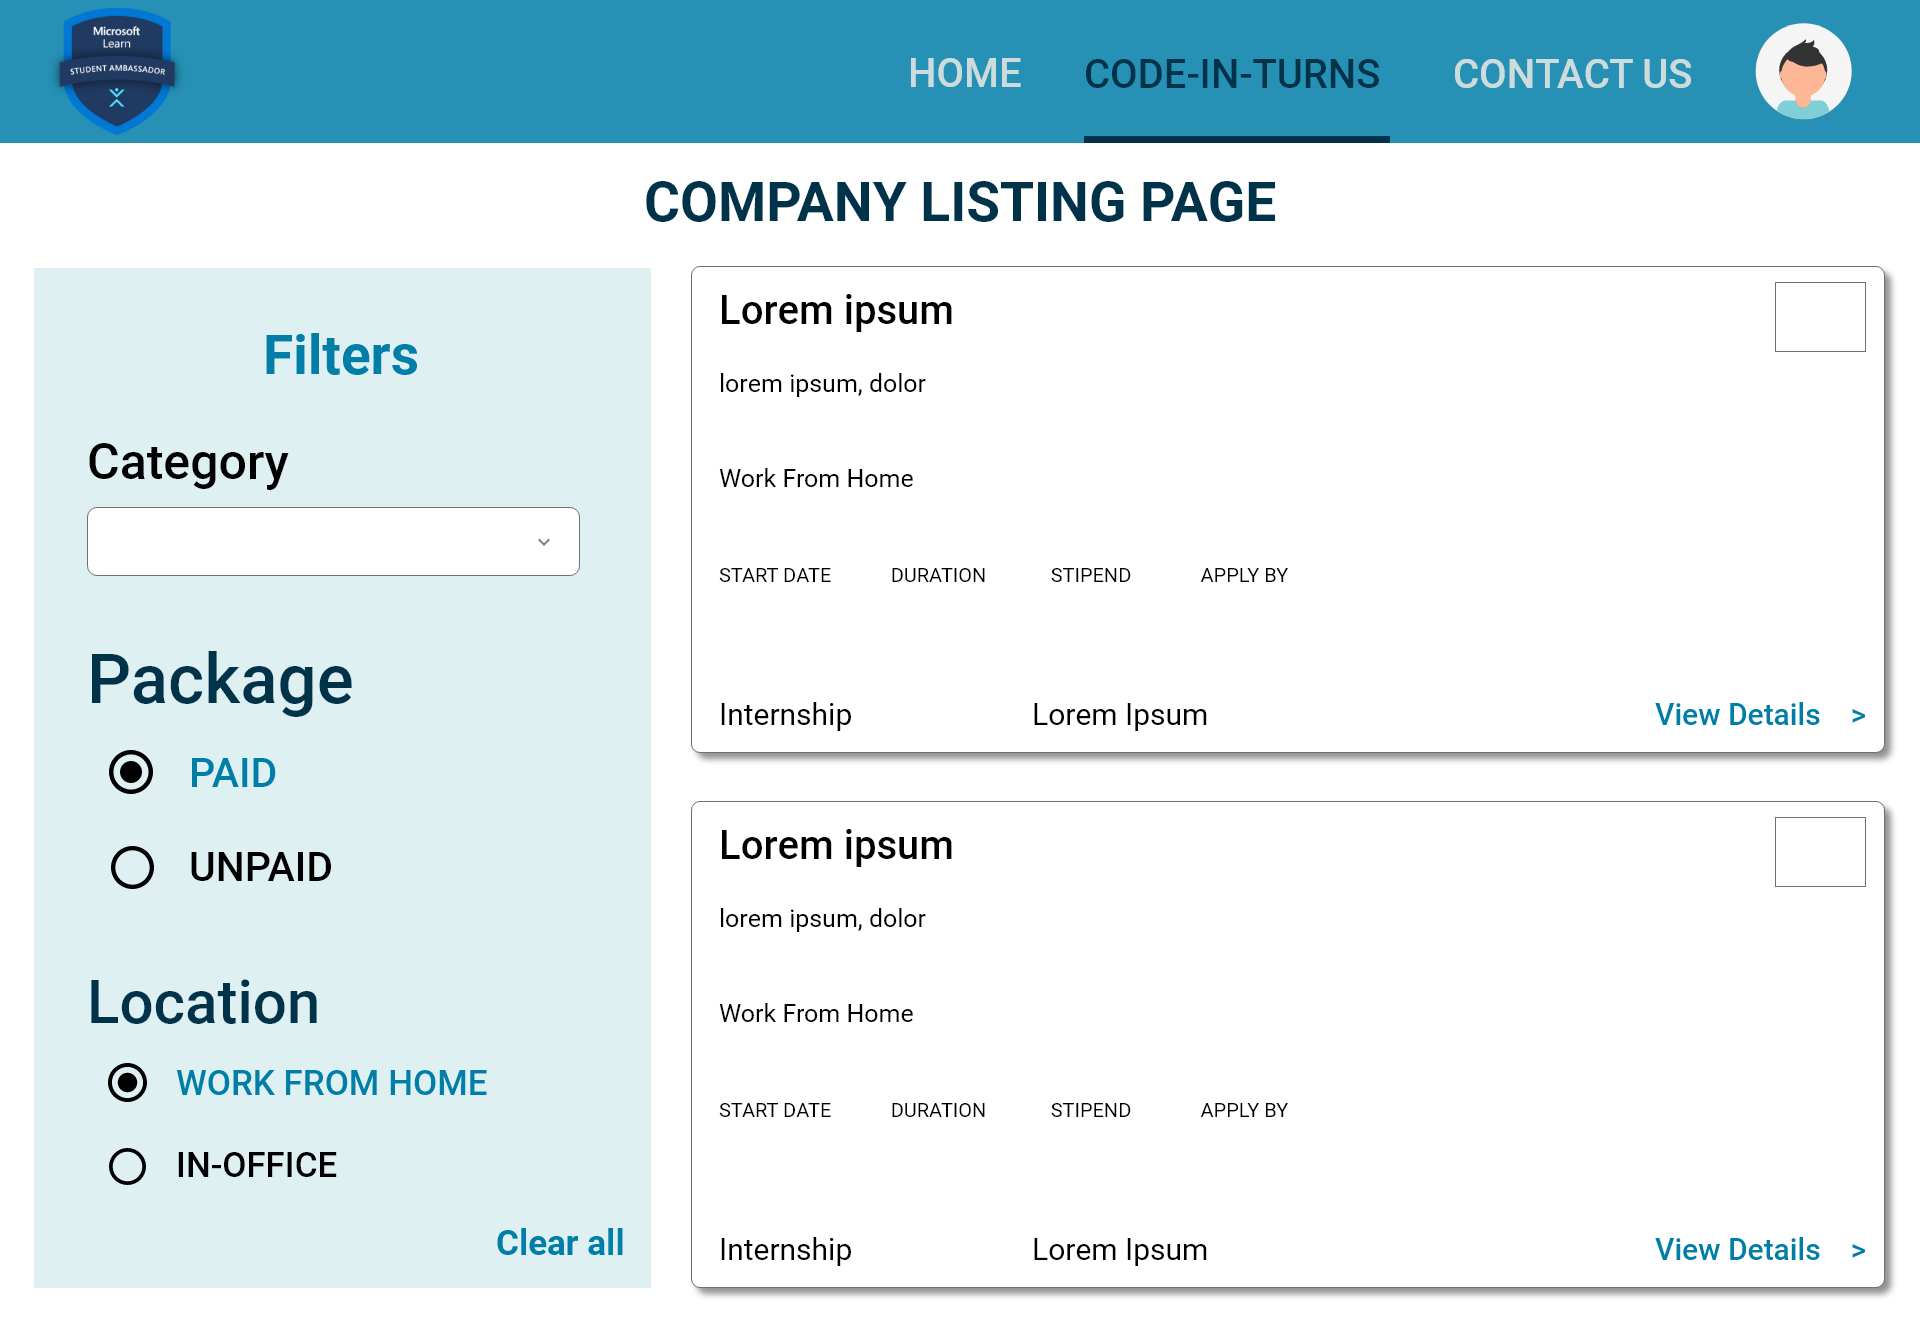 Microsoft
Learn
STUDENT AMBASSADOR
HOME CODE-IN-TURNS CONTACT US
COMPANY LISTING PAGE
Filters
Category
Package
PAID
UNPAID
Location
WORK FROM HOME
IN-OFFICE
Clear all
Lorem ipsum
lorem ipsum, dolor
Work From Home
START DATE DURATION STIPEND APPLY BY
Internship Lorem Ipsum View Details >
Lorem ipsum
lorem ipsum, dolor
Work From Home
START DATE DURATION STIPEND APPLY BY
Internship Lorem Ipsum View Details >